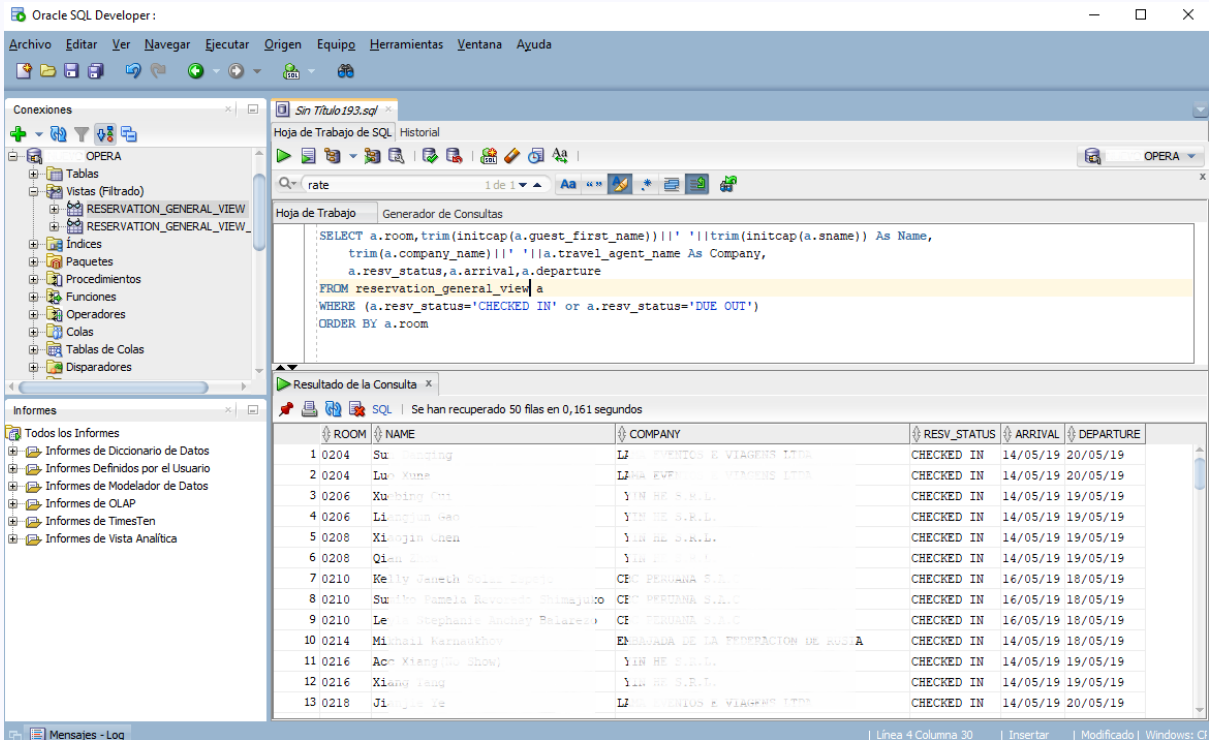 Oracle SQL Developer :
Archivo Editar Ver Navegar Ejecutar Origen Equipo Herramientas Ventana Ayuda
Conexiones
OPERA
Tablas
Vistas (Filtrado)
RESERVATION_GENERAL_VIEW
RESERVATION_GENERAL_VIEW_
Índices
Paquetes
Procedimientos
Funciones
Operadores
Colas
Tablas de Colas
Disparadores
Informes
Todos los Informes
Informes de Diccionario de Datos
Informes Definidos por el Usuario
Informes de Modelador de Datos
Informes de OLAP
Informes de TimesTen
Informes de Vista Analítica
Sin Título193.sql
Hoja de Trabajo de SQL Historial
OPERA
rate 1 de 1 Aa
Hoja de Trabajo Generador de Consultas
SELECT a.room,trim(initcap(a.guest_first_name))||' '||trim(initcap(a.sname)) As Name,
trim(a.company_name)||' '||a.travel_agent_name As Company,
a.resv_status,a.arrival,a.departure
FROM reservation_general_view a
WHERE (a.resv_status='CHECKED IN' or a.resv_status='DUE OUT')
ORDER BY a.room
Resultado de la Consulta x
SQL | Se han recuperado 50 filas en 0,161 segundos
ROOM NAME COMPANY RESV_STATUS ARRIVAL DEPARTURE
1 0204 CHECKED IN 14/05/19 20/05/19
2 0204 CHECKED IN 14/05/19 20/05/19
3 0206 CHECKED IN 14/05/19 19/05/19
4 0206 CHECKED IN 14/05/19 19/05/19
5 0208 CHECKED IN 14/05/19 19/05/19
6 0208 CHECKED IN 14/05/19 19/05/19
7 0210 CHECKED IN 16/05/19 18/05/19
8 0210 CHECKED IN 16/05/19 18/05/19
9 0210 CHECKED IN 16/05/19 18/05/19
10 0214 CHECKED IN 14/05/19 20/05/19
11 0216 CHECKED IN 14/05/19 19/05/19
12 0216 CHECKED IN 14/05/19 19/05/19
13 0218 CHECKED IN 14/05/19 20/05/19
Mensajes - Log | Línea 4 Columna 30 | Insertar | Modificado | Windows: